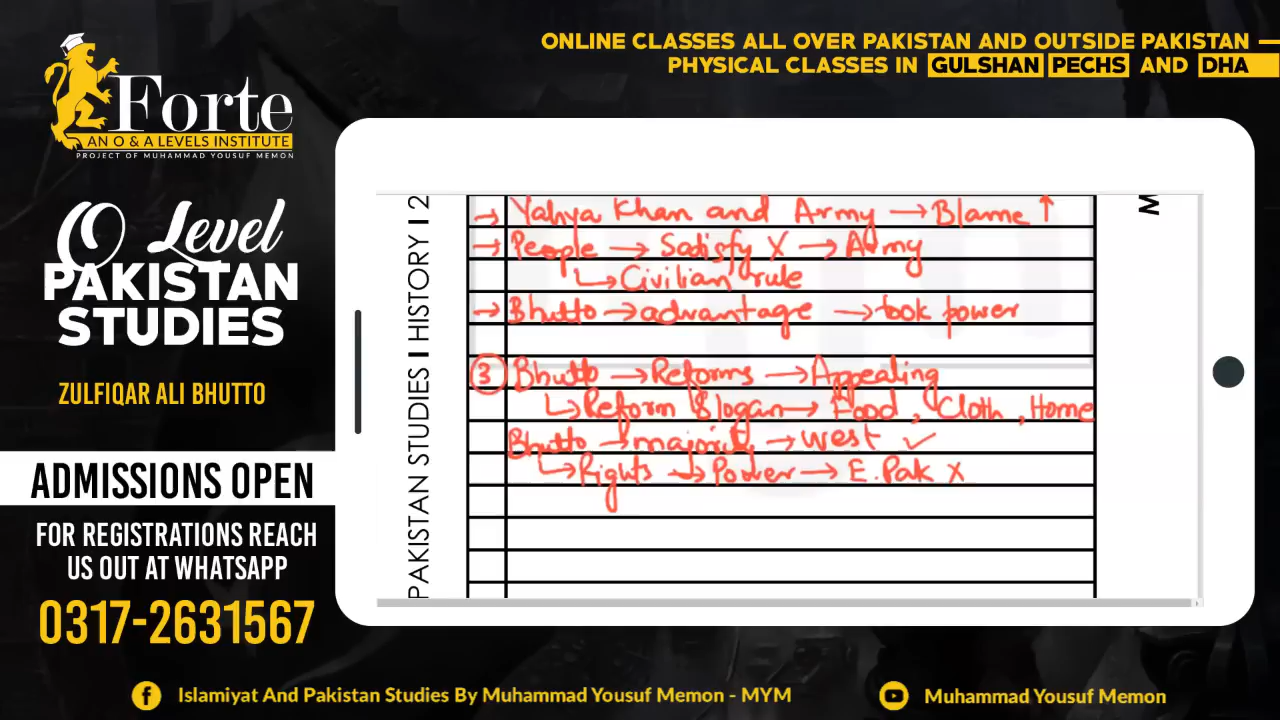 Forte
AN O & A LEVELS INSTITUTE
PROJECT OF MUHAMMAD YOUSUF MEMON
ONLINE CLASSES ALL OVER PAKISTAN AND OUTSIDE PAKISTAN
PHYSICAL CLASSES IN GULSHAN PECHS AND DHA
O Level
PAKISTAN
STUDIES
ZULFIQAR ALI BHUTTO
ADMISSIONS OPEN
FOR REGISTRATIONS REACH
US OUT AT WHATSAPP
0317-2631567
PAKISTAN STUDIES I HISTORY I 2
M
→ Yahya Khan and Army → Blame ↑
→ People → Satisfy X → Army
↳ Civilian rule
→ Bhutto → advantage → took power
3 Bhutto → Reforms → Appealing
↳ Reform Slogan → Food, Cloth, Home
Bhutto → majority → West ✓
↳ Rights → Power → E.Pak X
Islamiyat And Pakistan Studies By Muhammad Yousuf Memon - MYM
Muhammad Yousuf Memon